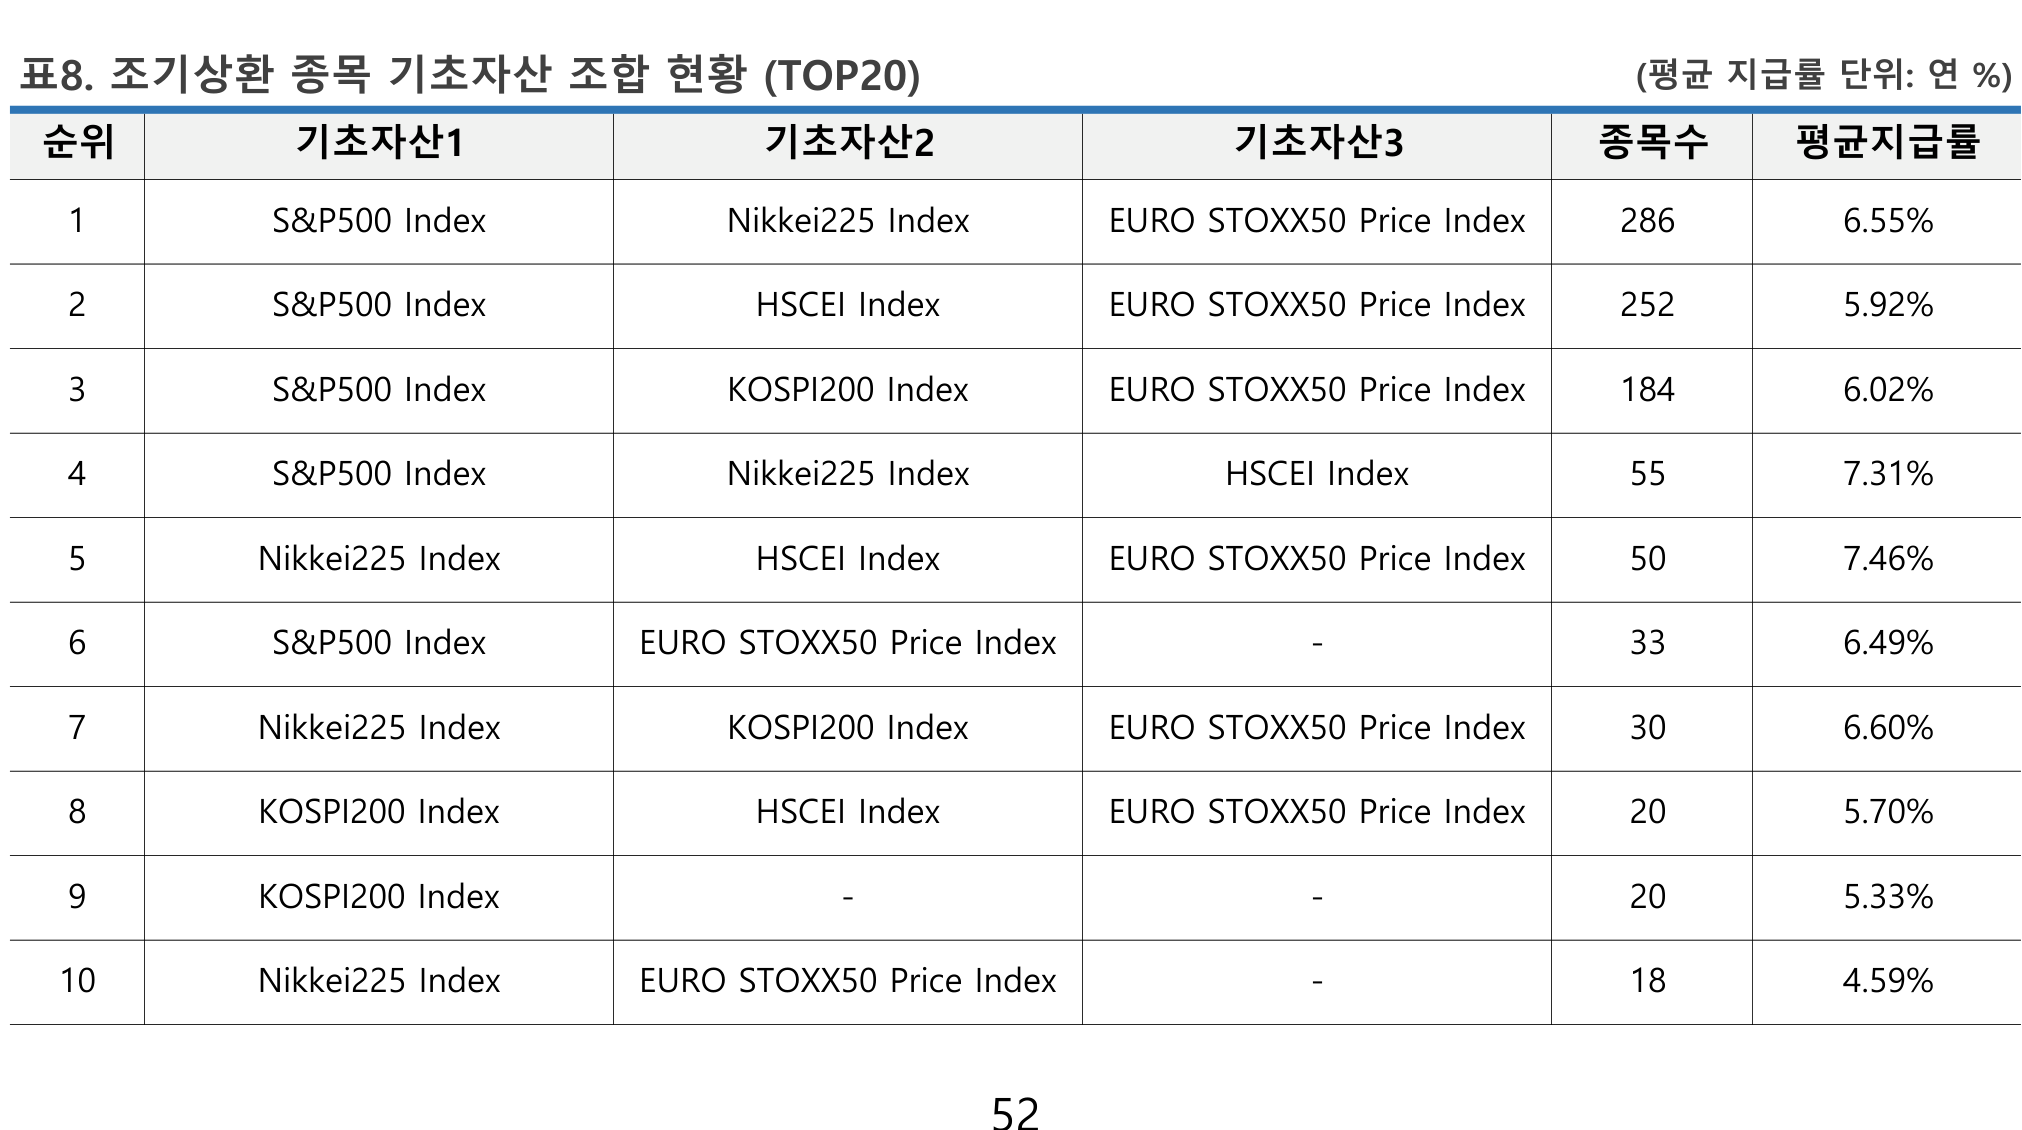 표8. 조기상환 종목 기초자산 조합 현황 (TOP20) (평균 지급률 단위: 연 %)
순위 기초자산1 기초자산2 기초자산3 종목수 평균지급률
1 S&P500 Index Nikkei225 Index EURO STOXX50 Price Index 286 6.55%
2 S&P500 Index HSCEI Index EURO STOXX50 Price Index 252 5.92%
3 S&P500 Index KOSPI200 Index EURO STOXX50 Price Index 184 6.02%
4 S&P500 Index Nikkei225 Index HSCEI Index 55 7.31%
5 Nikkei225 Index HSCEI Index EURO STOXX50 Price Index 50 7.46%
6 S&P500 Index EURO STOXX50 Price Index - 33 6.49%
7 Nikkei225 Index KOSPI200 Index EURO STOXX50 Price Index 30 6.60%
8 KOSPI200 Index HSCEI Index EURO STOXX50 Price Index 20 5.70%
9 KOSPI200 Index - - 20 5.33%
10 Nikkei225 Index EURO STOXX50 Price Index - 18 4.59%
52